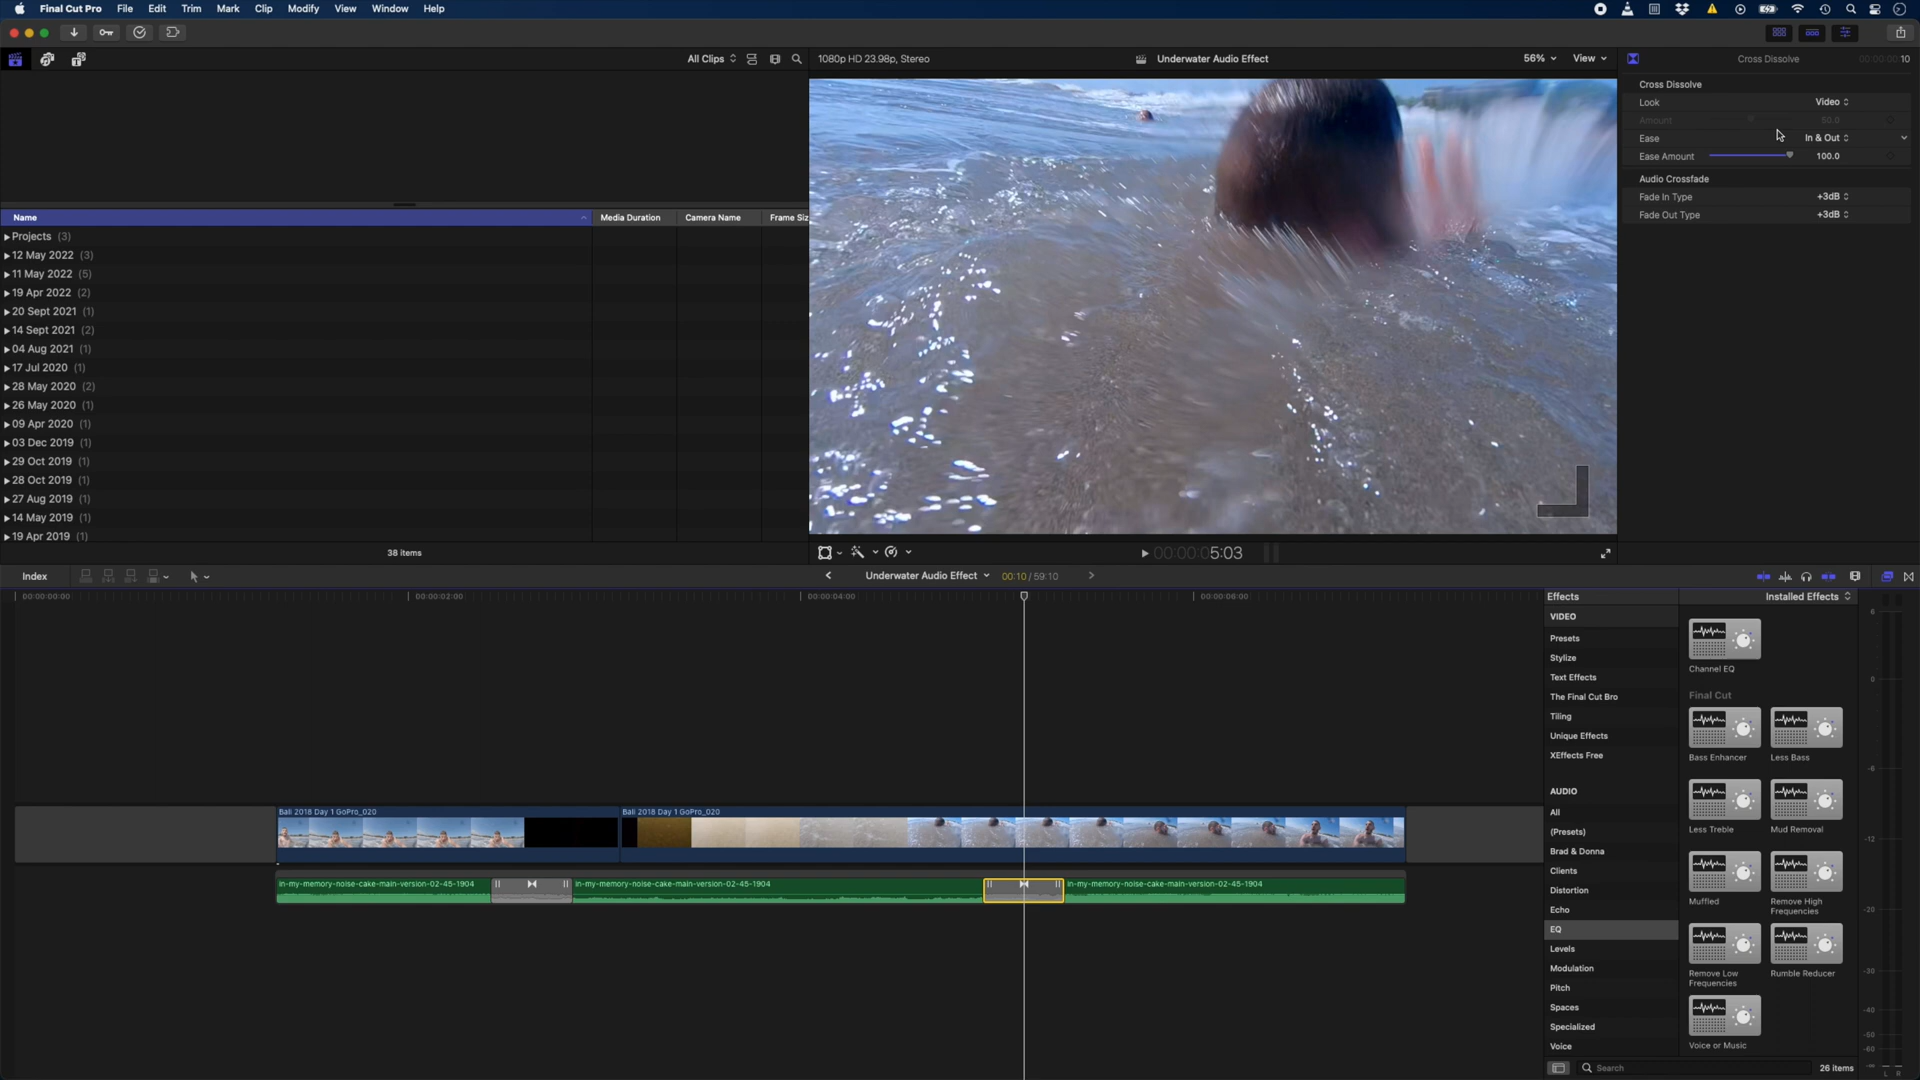 Final Cut Pro File Edit Trim Mark Clip Modify View Window Help
All Clips
1080p HD 23.98p, Stereo
Underwater Audio Effect
56%
View
Cross Dissolve
00:00:00:10
Cross Dissolve
Look Video
Amount 50.0
Ease In & Out
Ease Amount 100.0
Audio Crossfade
Fade In Type +3dB
Fade Out Type +3dB
Name Media Duration Camera Name Frame Siz
Projects (3)
12 May 2022 (3)
11 May 2022 (5)
19 Apr 2022 (2)
20 Sept 2021 (1)
14 Sept 2021 (2)
04 Aug 2021 (1)
17 Jul 2020 (1)
28 May 2020 (2)
26 May 2020 (1)
09 Apr 2020 (1)
03 Dec 2019 (1)
29 Oct 2019 (1)
28 Oct 2019 (1)
27 Aug 2019 (1)
14 May 2019 (1)
19 Apr 2019 (1)
38 items
00:00:05:03
Index
Underwater Audio Effect
00:10 / 59:10
00:00:00:00
00:00:02:00
00:00:04:00
00:00:06:00
Bali 2018 Day 1 GoPro_020
Bali 2018 Day 1 GoPro_020
in-my-memory-noise-cake-main-version-02-45-1904
in-my-memory-noise-cake-main-version-02-45-1904
in-my-memory-noise-cake-main-version-02-45-1904
Effects
Installed Effects
VIDEO
Presets
Stylize
Text Effects
The Final Cut Bro
Tiling
Unique Effects
XEffects Free
AUDIO
All
(Presets)
Brad & Donna
Clients
Distortion
Echo
EQ
Levels
Modulation
Pitch
Spaces
Specialized
Voice
Channel EQ
Final Cut
Bass Enhancer
Less Bass
Less Treble
Mud Removal
Muffled
Remove High
Frequencies
Remove Low
Frequencies
Rumble Reducer
Voice or Music
Search
26 items
6
0
-6
-12
-20
-30
-40
-50
-60
-∞
L R